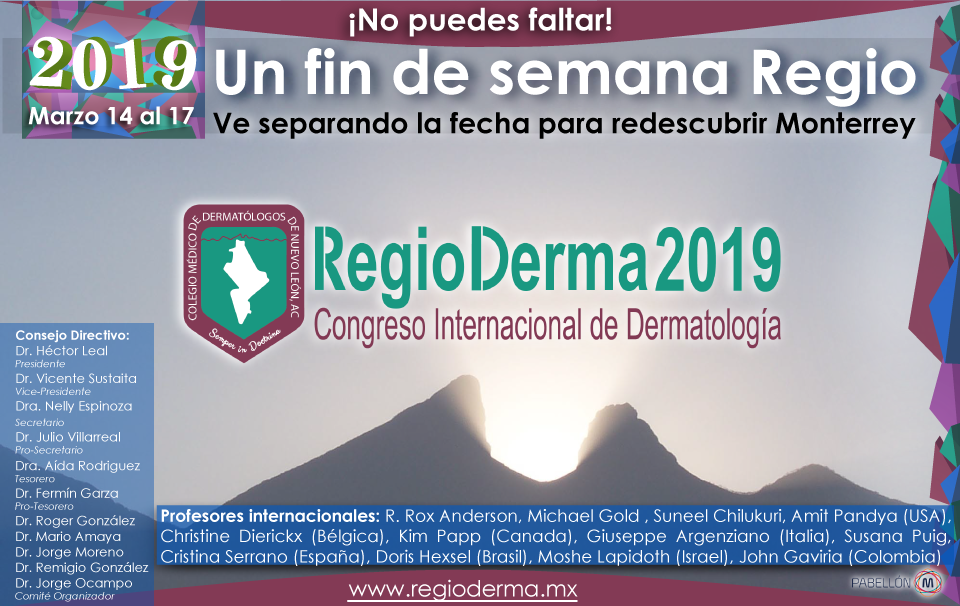 ¡No puedes faltar!
2019
Marzo 14 al 17
Un fin de semana Regio
Ve separando la fecha para redescubrir Monterrey
COLEGIO MÉDICO DE DERMATÓLOGOS DE NUEVO LEÓN, AC
Semper in Doctrina
RegioDerma 2019
Congreso Internacional de Dermatología
Consejo Directivo:
Dr. Héctor Leal
Presidente
Dr. Vicente Sustaita
Vice-Presidente
Dra. Nelly Espinoza
Secretario
Dr. Julio Villarreal
Pro-Secretario
Dra. Aída Rodriguez
Tesorero
Dr. Fermín Garza
Pro-Tesorero
Dr. Roger González
Dr. Mario Amaya
Dr. Jorge Moreno
Dr. Remigio González
Dr. Jorge Ocampo
Comité Organizador
Profesores internacionales: R. Rox Anderson, Michael Gold , Suneel Chilukuri, Amit Pandya (USA),
Christine Dierickx (Bélgica), Kim Papp (Canada), Giuseppe Argenziano (Italia), Susana Puig,
Cristina Serrano (España), Doris Hexsel (Brasil), Moshe Lapidoth (Israel), John Gaviria (Colombia)
www.regioderma.mx
PABELLÓN M